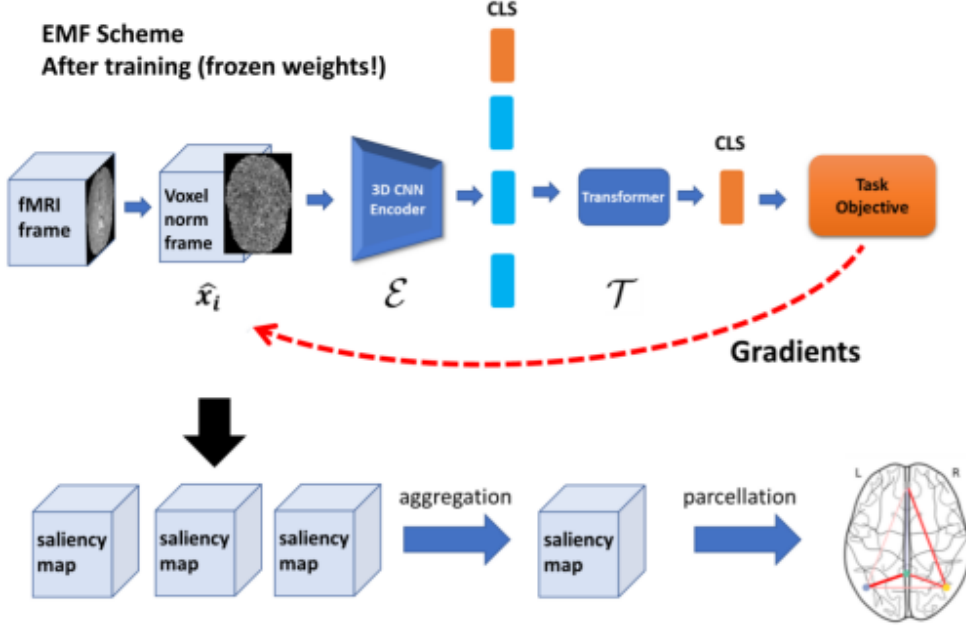 CLS
EMF Scheme
After training (frozen weights!)
CLS
fMRI
frame
Voxel
norm
frame
3D CNN
Encoder
Transformer
Task
Objective
x̂ᵢ
ℰ
𝒯
Gradients
saliency
map
saliency
map
saliency
map
aggregation
saliency
map
parcellation
L
R